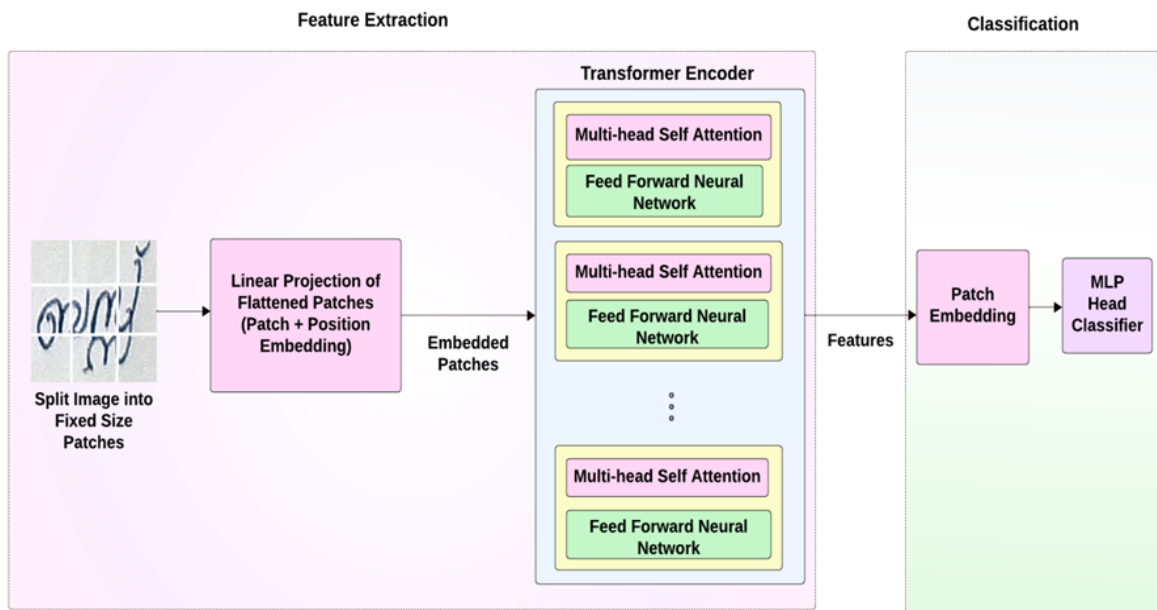 Feature Extraction
Classification
Transformer Encoder
Multi-head Self Attention
Feed Forward Neural
Network
Multi-head Self Attention
Feed Forward Neural
Network
Multi-head Self Attention
Feed Forward Neural
Network
Split Image into
Fixed Size
Patches
Linear Projection of
Flattened Patches
(Patch + Position
Embedding)
Embedded
Patches
Features
Patch
Embedding
MLP
Head
Classifier